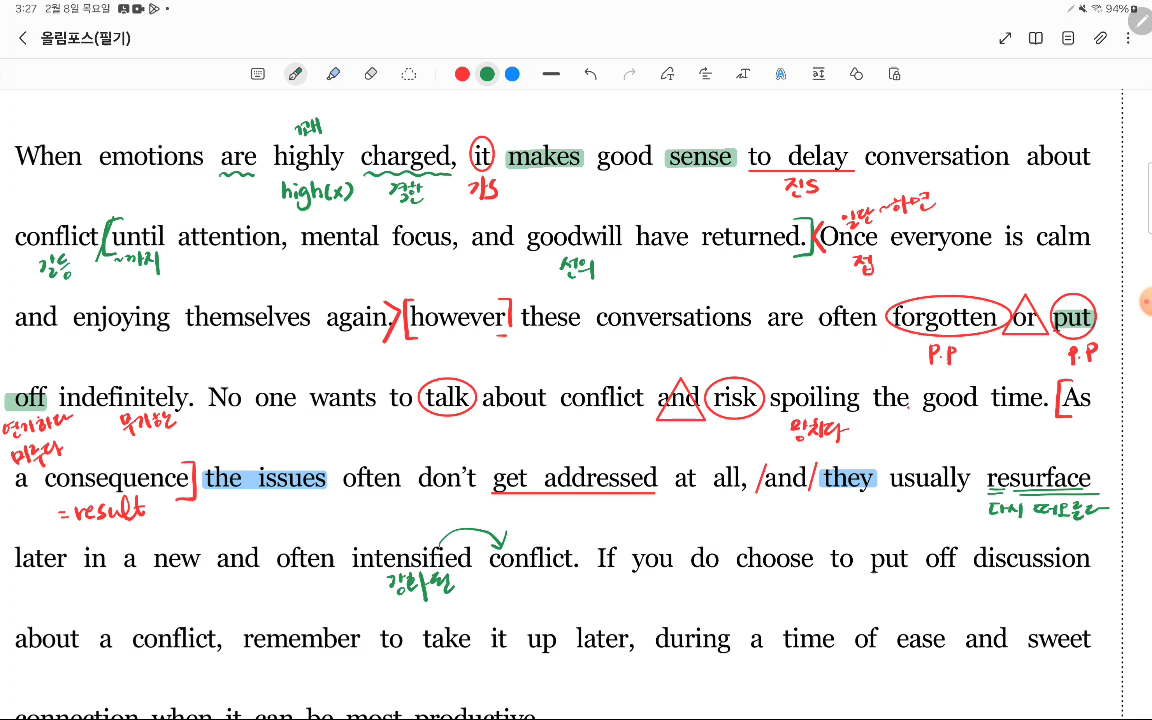 3:27 2월 8일 목요일 94%
올림포스(필기)
꽤
When emotions are highly charged, it makes good sense to delay conversation about
high(x) 격한 가S 진S
일단 ~하면
conflict until attention, mental focus, and goodwill have returned. Once everyone is calm
갈등 ~까지 선의 접
and enjoying themselves again, however these conversations are often forgotten or put
P.P P.P
off indefinitely. No one wants to talk about conflict and risk spoiling the good time. As
연기하다 무기한 망치다
미루다
a consequence the issues often don't get addressed at all, /and/ they usually resurface
= result 다시 떠오르다
later in a new and often intensified conflict. If you do choose to put off discussion
강화된
about a conflict, remember to take it up later, during a time of ease and sweet
connection when it can be most productive.